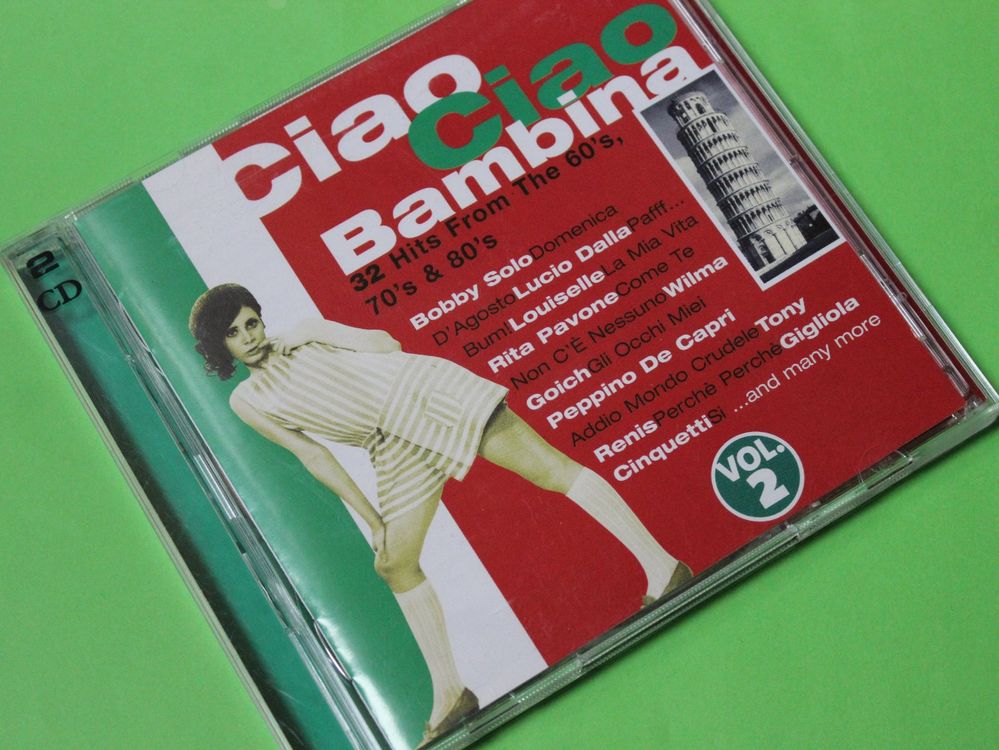 2
CD
Ciao
Ciao
Bambina
32 Hits From The 60's,
70's & 80's
Bobby Solo Domenica
D'Agosto Lucio Dalla Pafff...
Bum! Louiselle La Mia Vita
Rita Pavone Come Te
Non C'È Nessuno Wilma
Goich Gli Occhi Miei
Peppino De Capri
Addio Mondo Crudele Tony
Renis Perchè Perchè Gigliola
Cinquetti Si ...and many more
VOL.
2